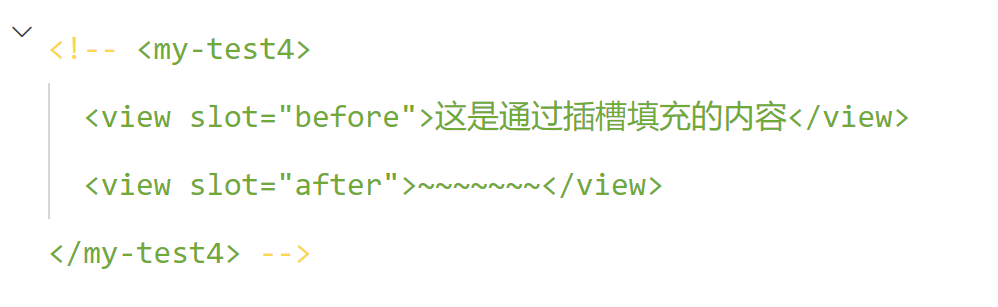 <!-- <my-test4>
<view slot="before">这是通过插槽填充的内容</view>
<view slot="after">~~~~~~~</view>
</my-test4> -->